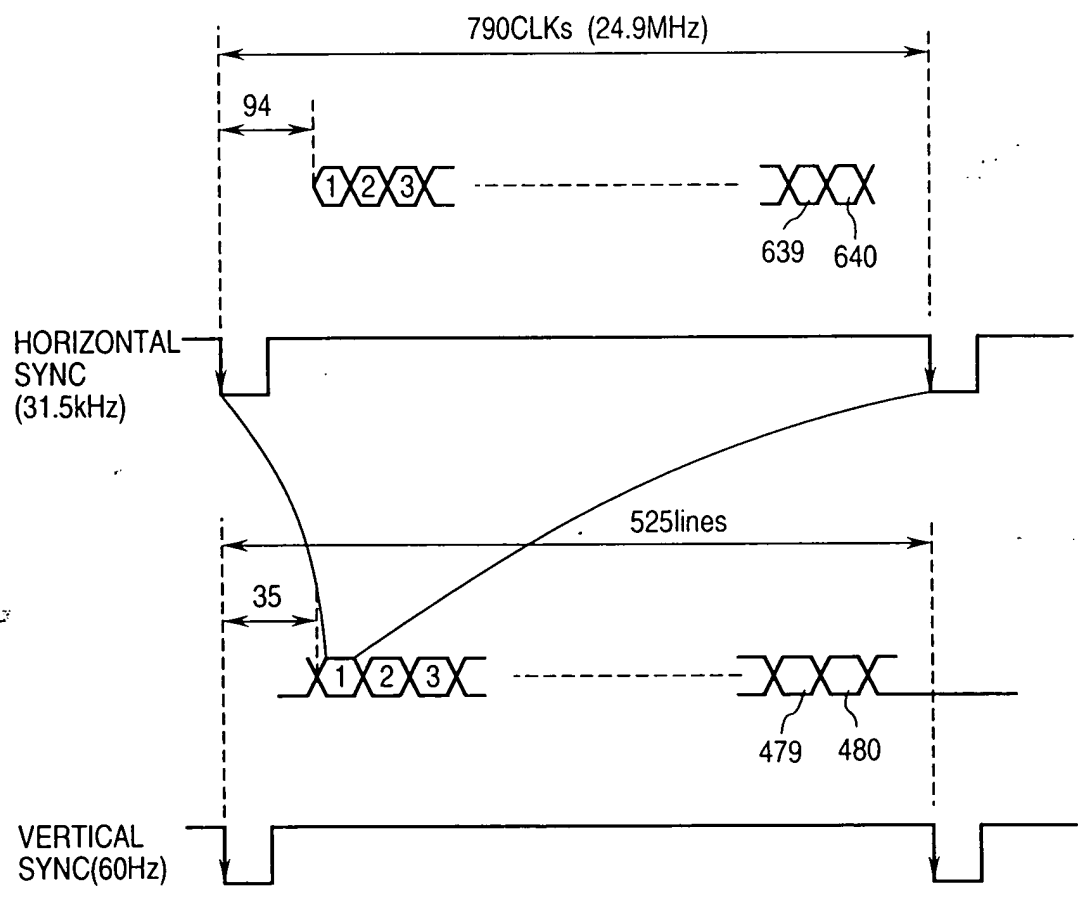 790CLKs (24.9MHz)
94
1 2 3
639 640
HORIZONTAL
SYNC
(31.5kHz)
525lines
35
1 2 3
479 480
VERTICAL
SYNC(60Hz)